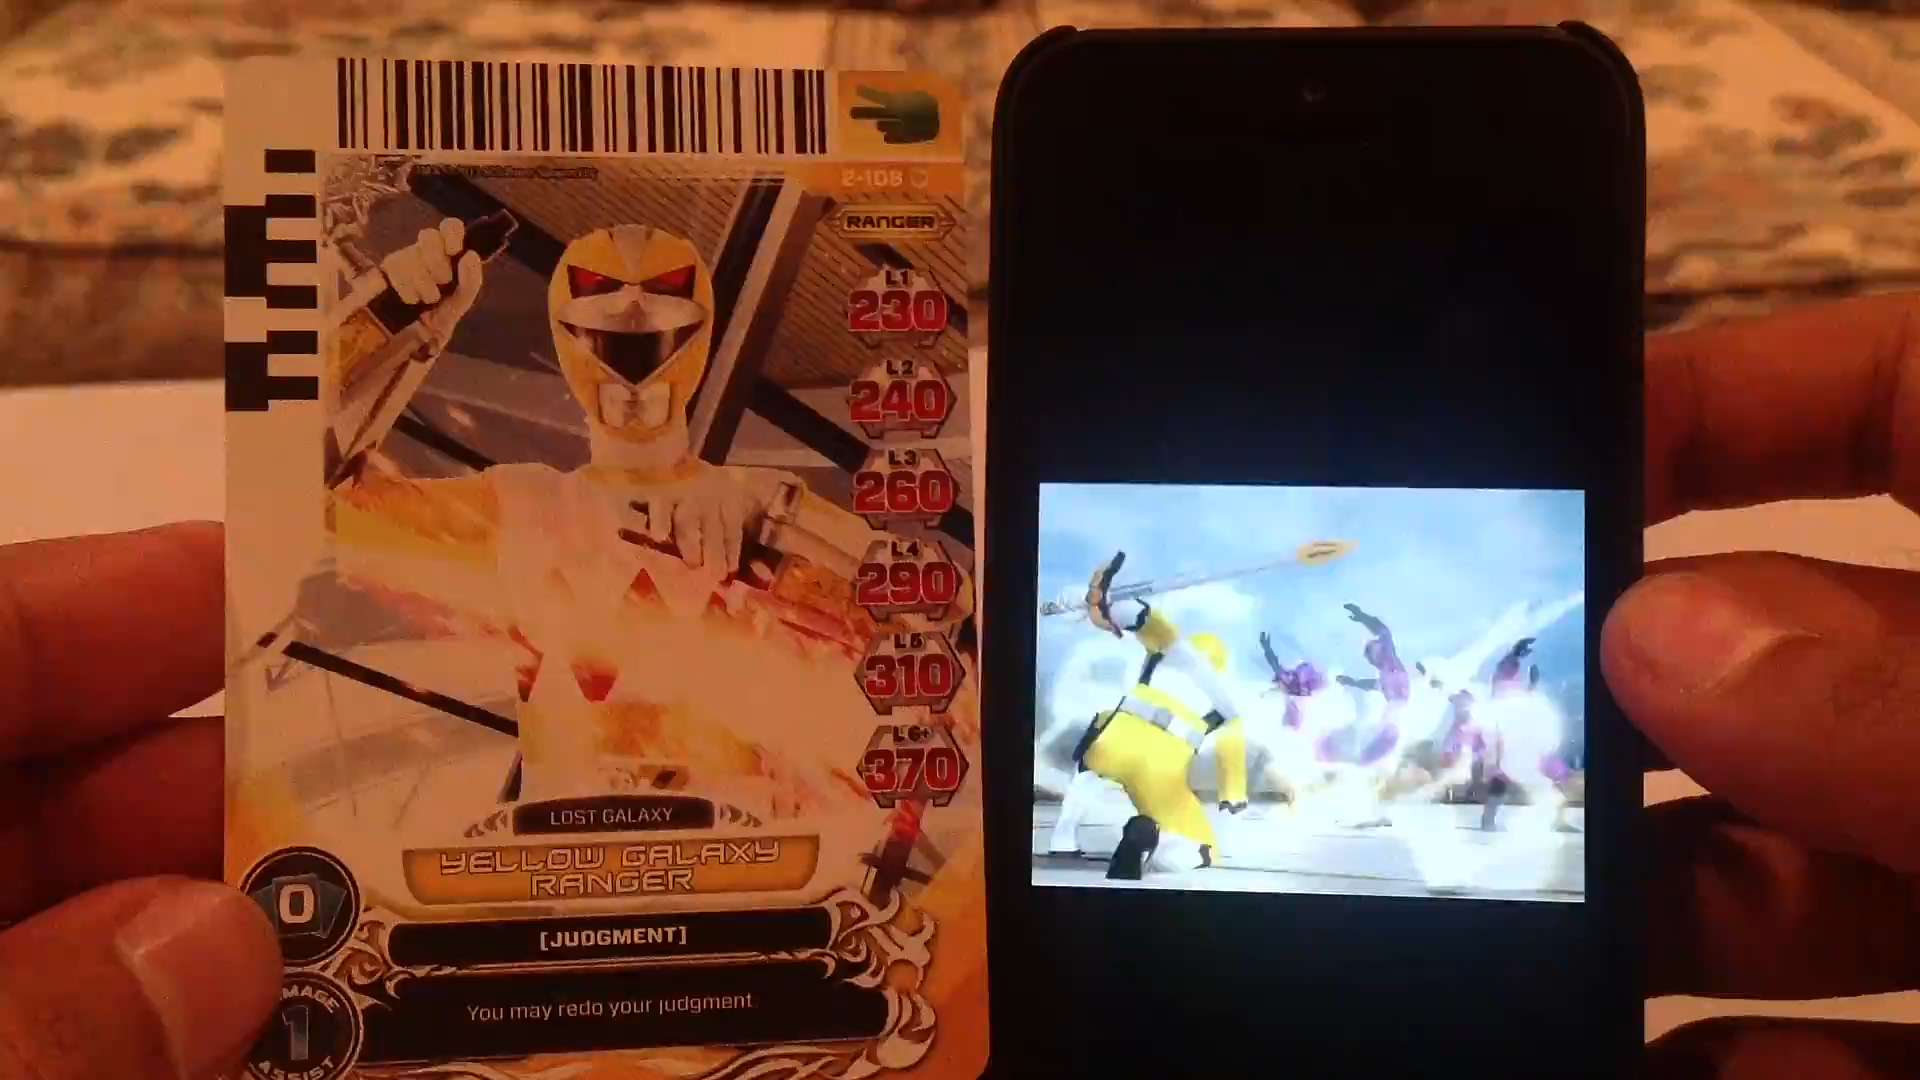 2-108
RANGER
L1
230
L2
240
L3
260
L4
290
L5
310
L6+
370
LOST GALAXY
YELLOW GALAXY
RANGER
0
[JUDGMENT]
You may redo your judgment.
1
ASSIST